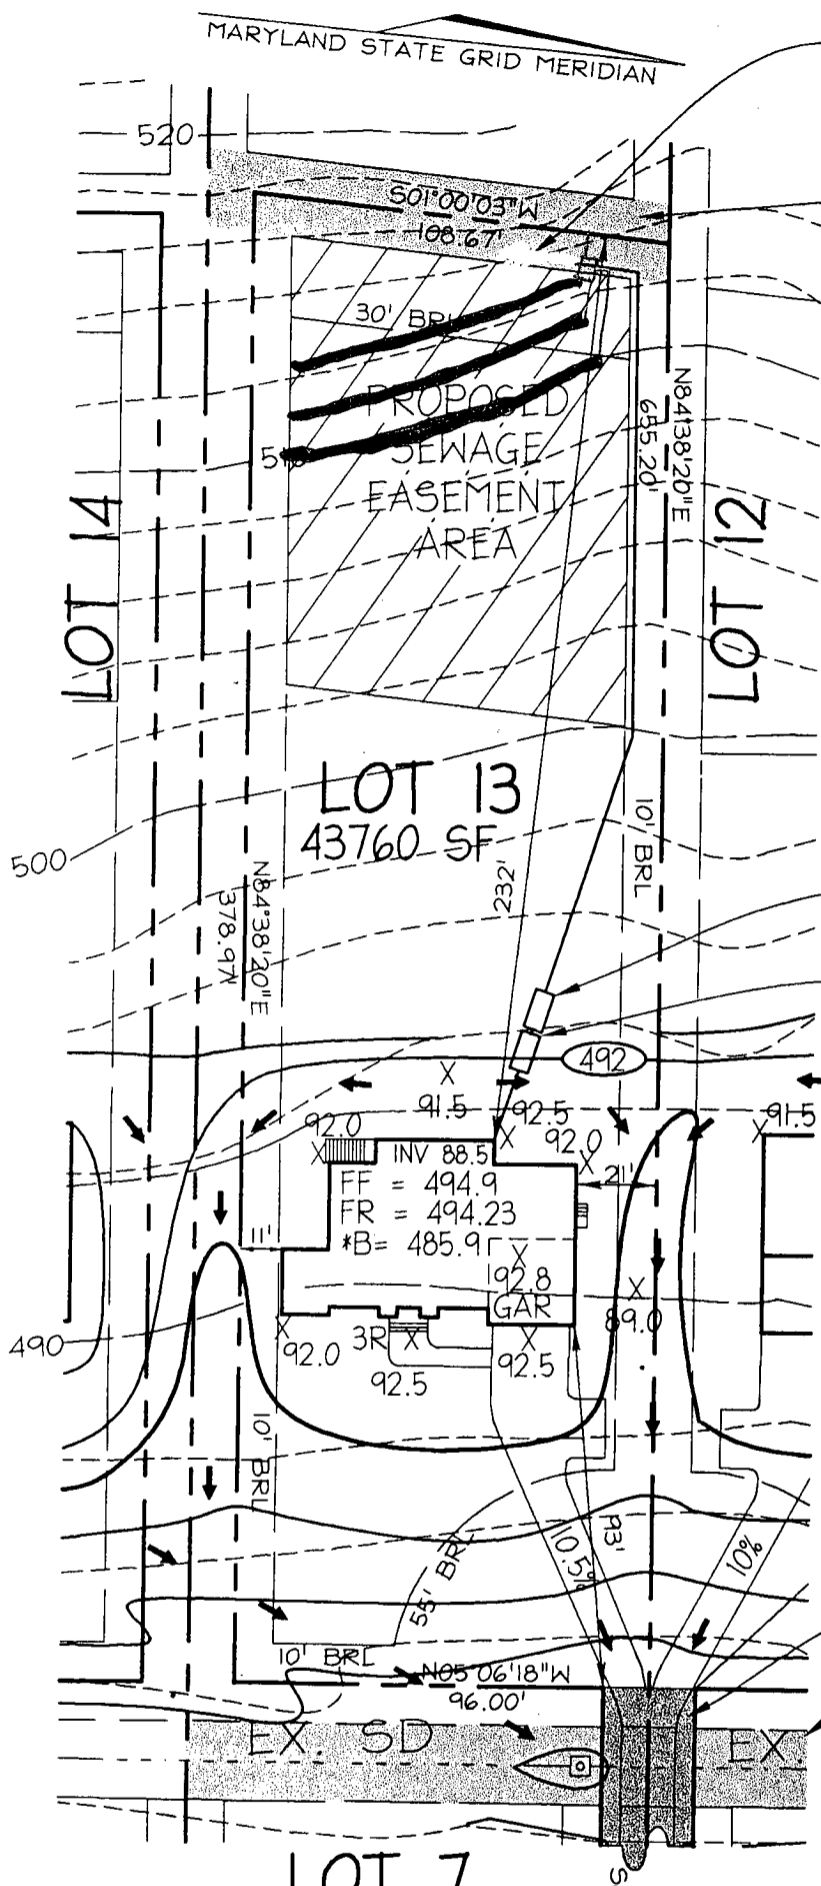 MARYLAND STATE GRID MERIDIAN
520
S01°00'03"W
108.67'
30' BRL
PROPOSED
SEWAGE
EASEMENT
AREA
N84°38'20"E
655.20'
LOT 14
LOT 12
LOT 13
43760 SF
10' BRL
500
232'
N84°38'20"E
378.97'
492
X
91.5
92.5
X
92.0
X
92.0
X
91.5
X
INV 88.5
FF = 494.9
FR = 494.23
*B= 485.9
21'
11'
X
92.8
GAR
X
89.0
490
X
92.0
3R
X
92.5
X
92.5
10' BRL
55' BRL
10.5%
93'
10%
10' BRL
N05°06'18"W
96.00'
EX. SD
EX.
LOT 7
S